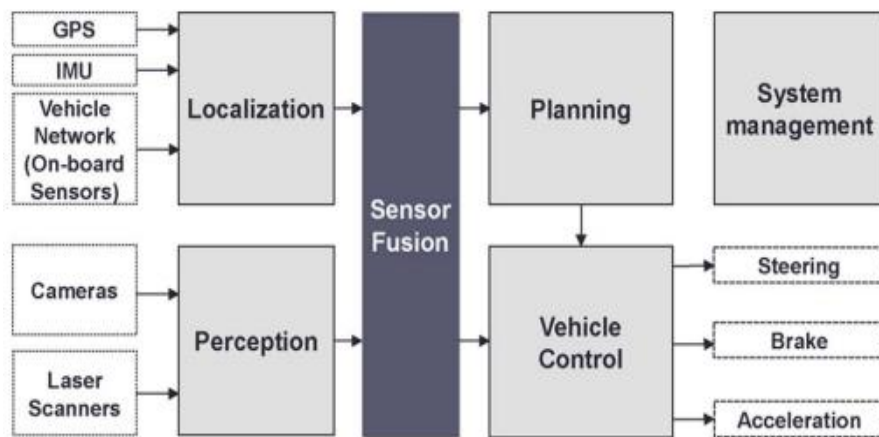 GPS
IMU
Vehicle
Network
(On-board
Sensors)
Localization
Cameras
Laser
Scanners
Perception
Sensor
Fusion
Planning
System
management
Vehicle
Control
Steering
Brake
Acceleration